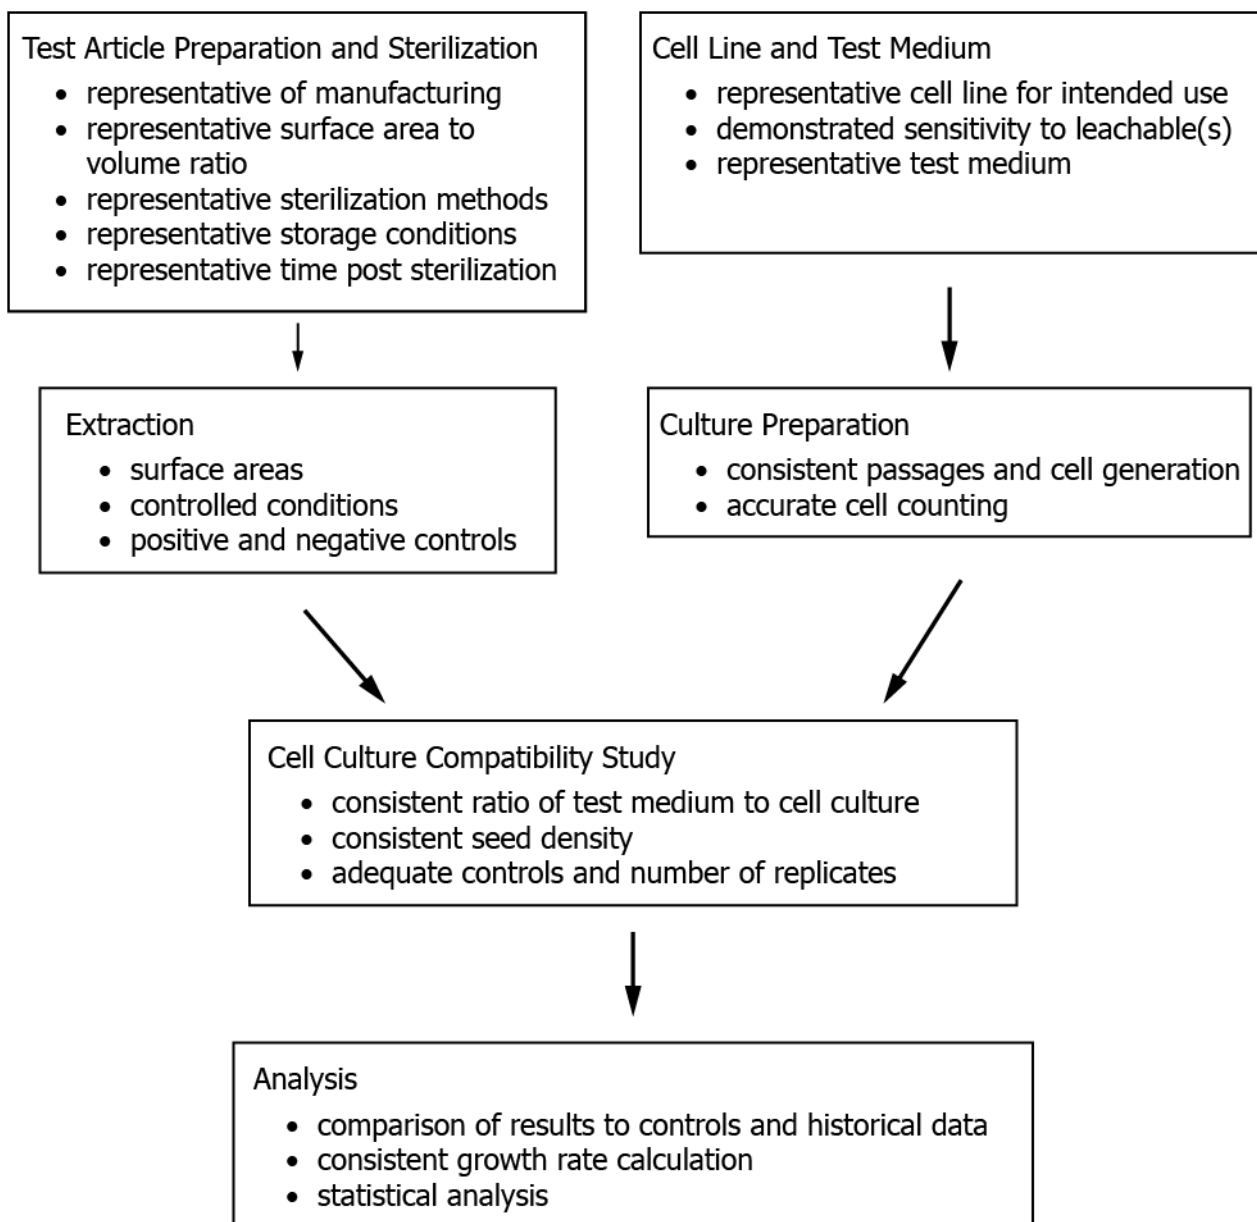 Test Article Preparation and Sterilization
• representative of manufacturing
• representative surface area to
volume ratio
• representative sterilization methods
• representative storage conditions
• representative time post sterilization
Cell Line and Test Medium
• representative cell line for intended use
• demonstrated sensitivity to leachable(s)
• representative test medium
Extraction
• surface areas
• controlled conditions
• positive and negative controls
Culture Preparation
• consistent passages and cell generation
• accurate cell counting
Cell Culture Compatibility Study
• consistent ratio of test medium to cell culture
• consistent seed density
• adequate controls and number of replicates
Analysis
• comparison of results to controls and historical data
• consistent growth rate calculation
• statistical analysis